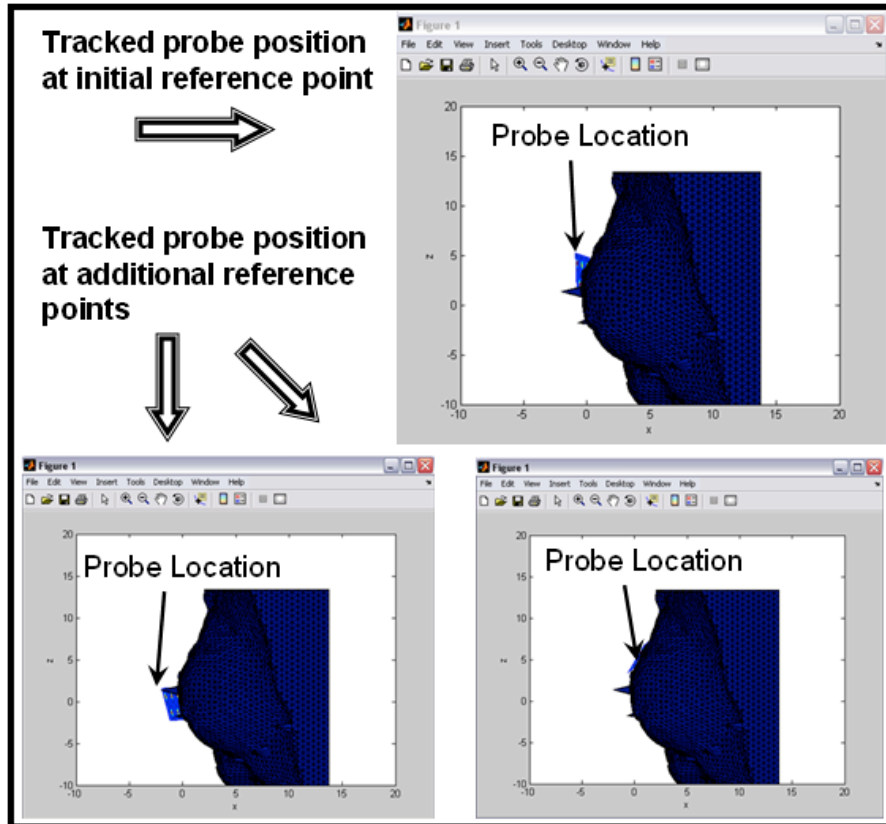 Tracked probe position
at initial reference point
Figure 1
File Edit View Insert Tools Desktop Window Help
Probe Location
20
15
10
5
0
-5
-10
z
-10 -5 0 5 10 15 20
x
Tracked probe position
at additional reference
points
Figure 1
File Edit View Insert Tools Desktop Window Help
Probe Location
20
15
10
5
0
-5
-10
z
-10 -5 0 5 10 15 20
x
Figure 1
File Edit View Insert Tools Desktop Window Help
Probe Location
20
15
10
5
0
-5
-10
z
-10 -5 0 5 10 15 20
x